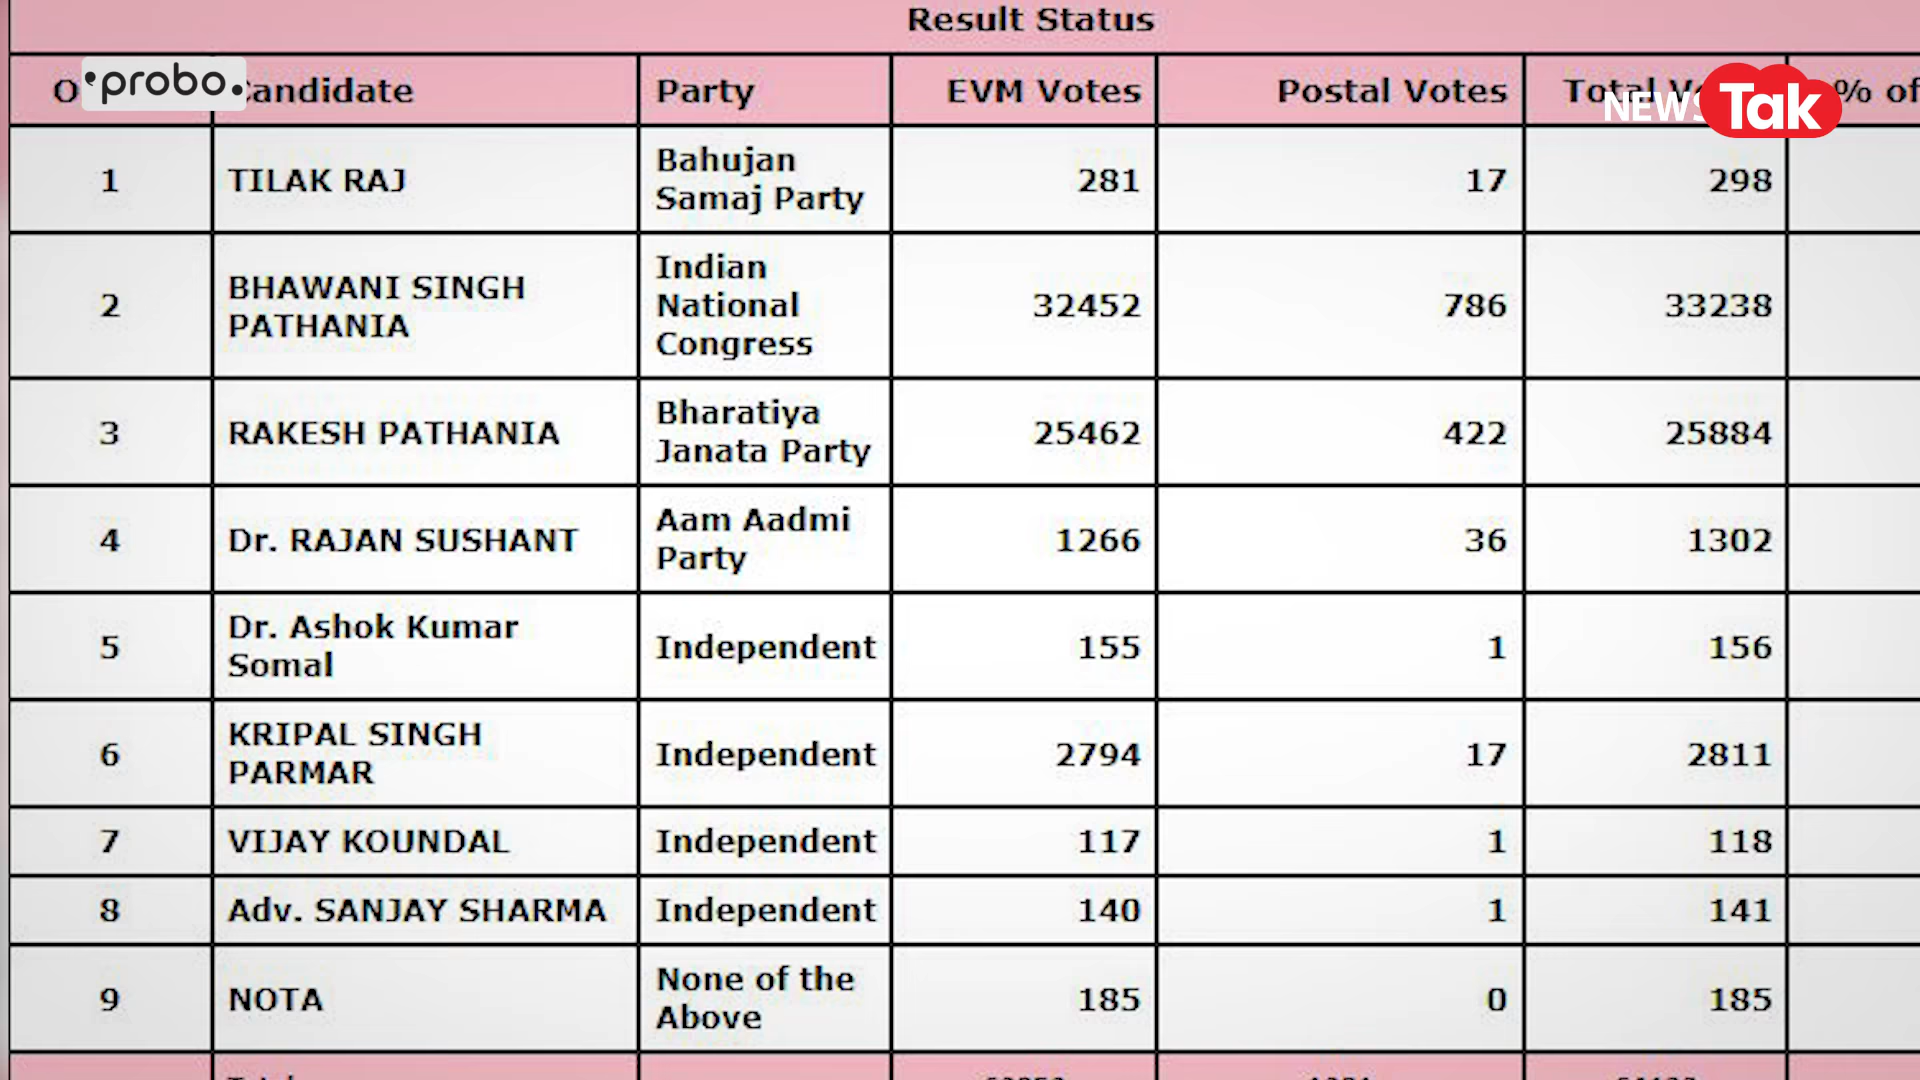 Result Status
O
probo.
Candidate
Party
EVM Votes
Postal Votes
Total
NEWS Tak
% of
1
TILAK RAJ
Bahujan
Samaj Party
281
17
298
2
BHAWANI SINGH
PATHANIA
Indian
National
Congress
32452
786
33238
3
RAKESH PATHANIA
Bharatiya
Janata Party
25462
422
25884
4
Dr. RAJAN SUSHANT
Aam Aadmi
Party
1266
36
1302
5
Dr. Ashok Kumar
Somal
Independent
155
1
156
6
KRIPAL SINGH
PARMAR
Independent
2794
17
2811
7
VIJAY KOUNDAL
Independent
117
1
118
8
Adv. SANJAY SHARMA
Independent
140
1
141
9
NOTA
None of the
Above
185
0
185